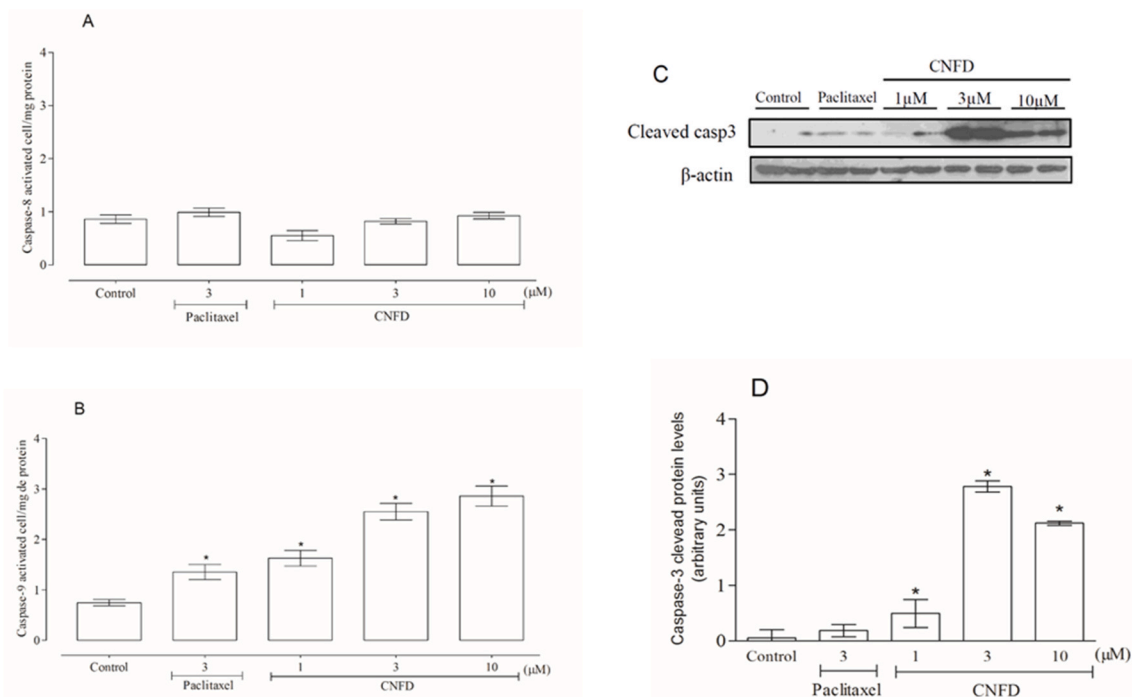 A
Caspase-8 activated cell/mg protein
4
3
2
1
0
Control 3 1 3 10 (μM)
Paclitaxel CNFD
B
Caspase-9 activated cell/mg de protein
4
3
2
1
0
* * * *
Control 3 1 3 10 (μM)
Paclitaxel CNFD
C
CNFD
Control Paclitaxel 1μM 3μM 10μM
Cleaved casp3
β-actin
D
Caspase-3 clevead protein levels
(arbitrary units)
4
3
2
1
0
* * *
Control 3 1 3 10 (μM)
Paclitaxel CNFD